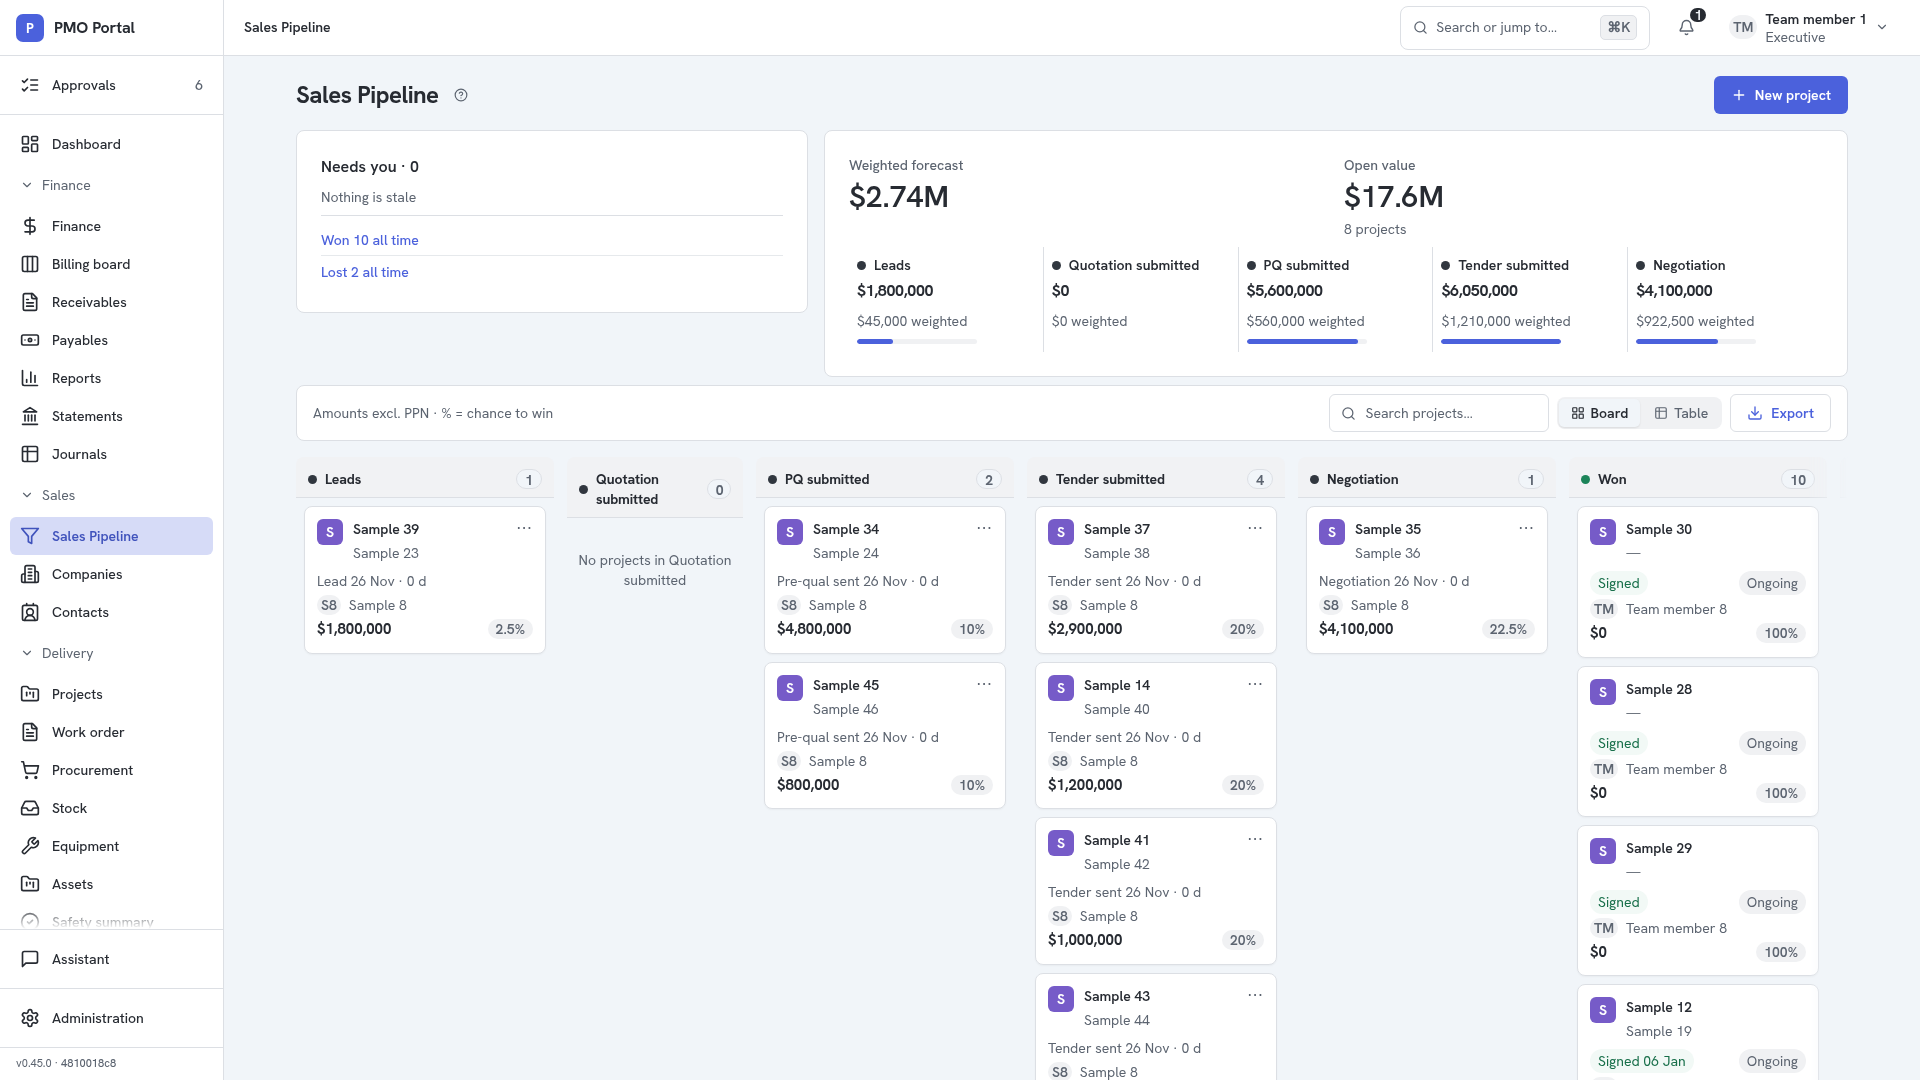 P PMO Portal
Sales Pipeline
Search or jump to... ⌘K
1
TM Team member 1
Executive
Approvals 6
Dashboard
Finance
Finance
Billing board
Receivables
Payables
Reports
Statements
Journals
Sales
Sales Pipeline
Companies
Contacts
Delivery
Projects
Work order
Procurement
Stock
Equipment
Assets
Safety summary
Assistant
Administration
v0.45.0 · 4810018c8
Sales Pipeline
New project
Needs you · 0
Nothing is stale
Won 10 all time
Lost 2 all time
Weighted forecast
$2.74M
Open value
$17.6M
8 projects
Leads
$1,800,000
$45,000 weighted
Quotation submitted
$0
$0 weighted
PQ submitted
$5,600,000
$560,000 weighted
Tender submitted
$6,050,000
$1,210,000 weighted
Negotiation
$4,100,000
$922,500 weighted
Amounts excl. PPN · % = chance to win
Search projects...
Board
Table
Export
Leads 1
S Sample 39 ...
Sample 23
Lead 26 Nov · 0 d
S8 Sample 8
$1,800,000 2.5%
Quotation
submitted 0
No projects in Quotation
submitted
PQ submitted 2
S Sample 34 ...
Sample 24
Pre-qual sent 26 Nov · 0 d
S8 Sample 8
$4,800,000 10%
S Sample 45 ...
Sample 46
Pre-qual sent 26 Nov · 0 d
S8 Sample 8
$800,000 10%
Tender submitted 4
S Sample 37 ...
Sample 38
Tender sent 26 Nov · 0 d
S8 Sample 8
$2,900,000 20%
S Sample 14 ...
Sample 40
Tender sent 26 Nov · 0 d
S8 Sample 8
$1,200,000 20%
S Sample 41 ...
Sample 42
Tender sent 26 Nov · 0 d
S8 Sample 8
$1,000,000 20%
S Sample 43 ...
Sample 44
Tender sent 26 Nov · 0 d
S8 Sample 8
Negotiation 1
S Sample 35 ...
Sample 36
Negotiation 26 Nov · 0 d
S8 Sample 8
$4,100,000 22.5%
Won 10
S Sample 30
—
Signed Ongoing
TM Team member 8
$0 100%
S Sample 28
—
Signed Ongoing
TM Team member 8
$0 100%
S Sample 29
—
Signed Ongoing
TM Team member 8
$0 100%
S Sample 12
Sample 19
Signed 06 Jan Ongoing